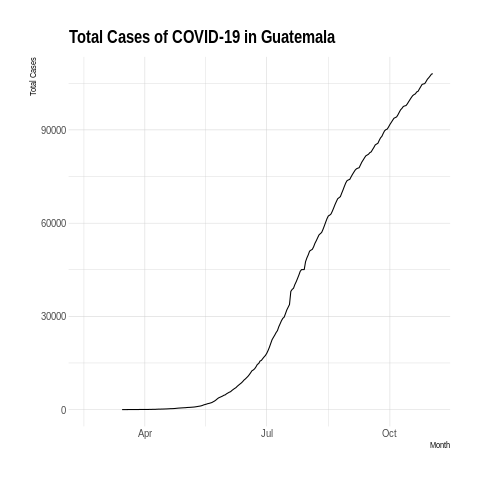 Total Cases of COVID-19 in Guatemala
Total Cases
90000
60000
30000
0
Apr Jul Oct
Month